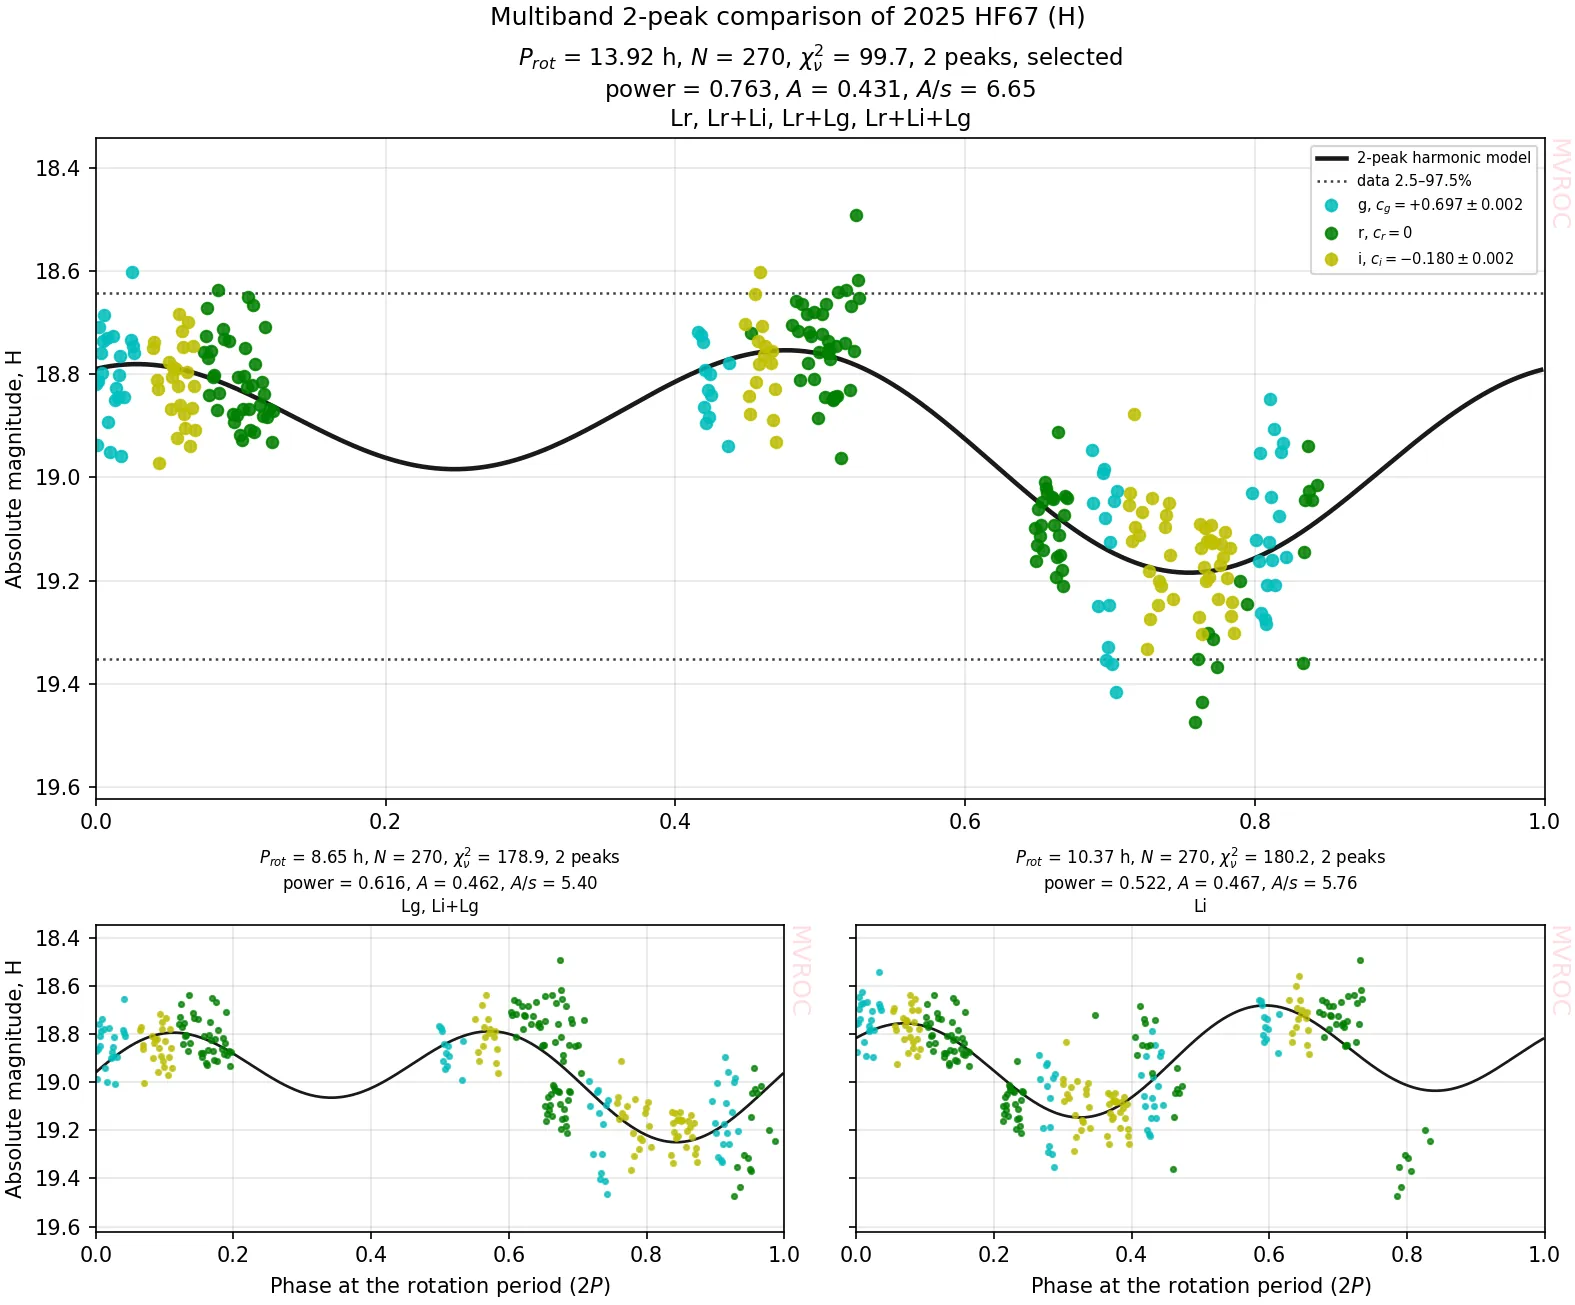 Multiband 2-peak comparison of 2025 HF67 (H)
P_rot = 13.92 h, N = 270, χ²_ν = 99.7, 2 peaks, selected
power = 0.763, A = 0.431, A/s = 6.65
Lr, Lr+Li, Lr+Lg, Lr+Li+Lg
2-peak harmonic model
data 2.5–97.5%
g, c_g = +0.697 ± 0.002
r, c_r = 0
i, c_i = −0.180 ± 0.002
MVROC
Absolute magnitude, H
18.4
18.6
18.8
19.0
19.2
19.4
19.6
0.0 0.2 0.4 0.6 0.8 1.0
P_rot = 8.65 h, N = 270, χ²_ν = 178.9, 2 peaks
power = 0.616, A = 0.462, A/s = 5.40
Lg, Li+Lg
MVROC
Absolute magnitude, H
18.4
18.6
18.8
19.0
19.2
19.4
19.6
0.0 0.2 0.4 0.6 0.8 1.0
Phase at the rotation period (2P)
P_rot = 10.37 h, N = 270, χ²_ν = 180.2, 2 peaks
power = 0.522, A = 0.467, A/s = 5.76
Li
MVROC
0.0 0.2 0.4 0.6 0.8 1.0
Phase at the rotation period (2P)